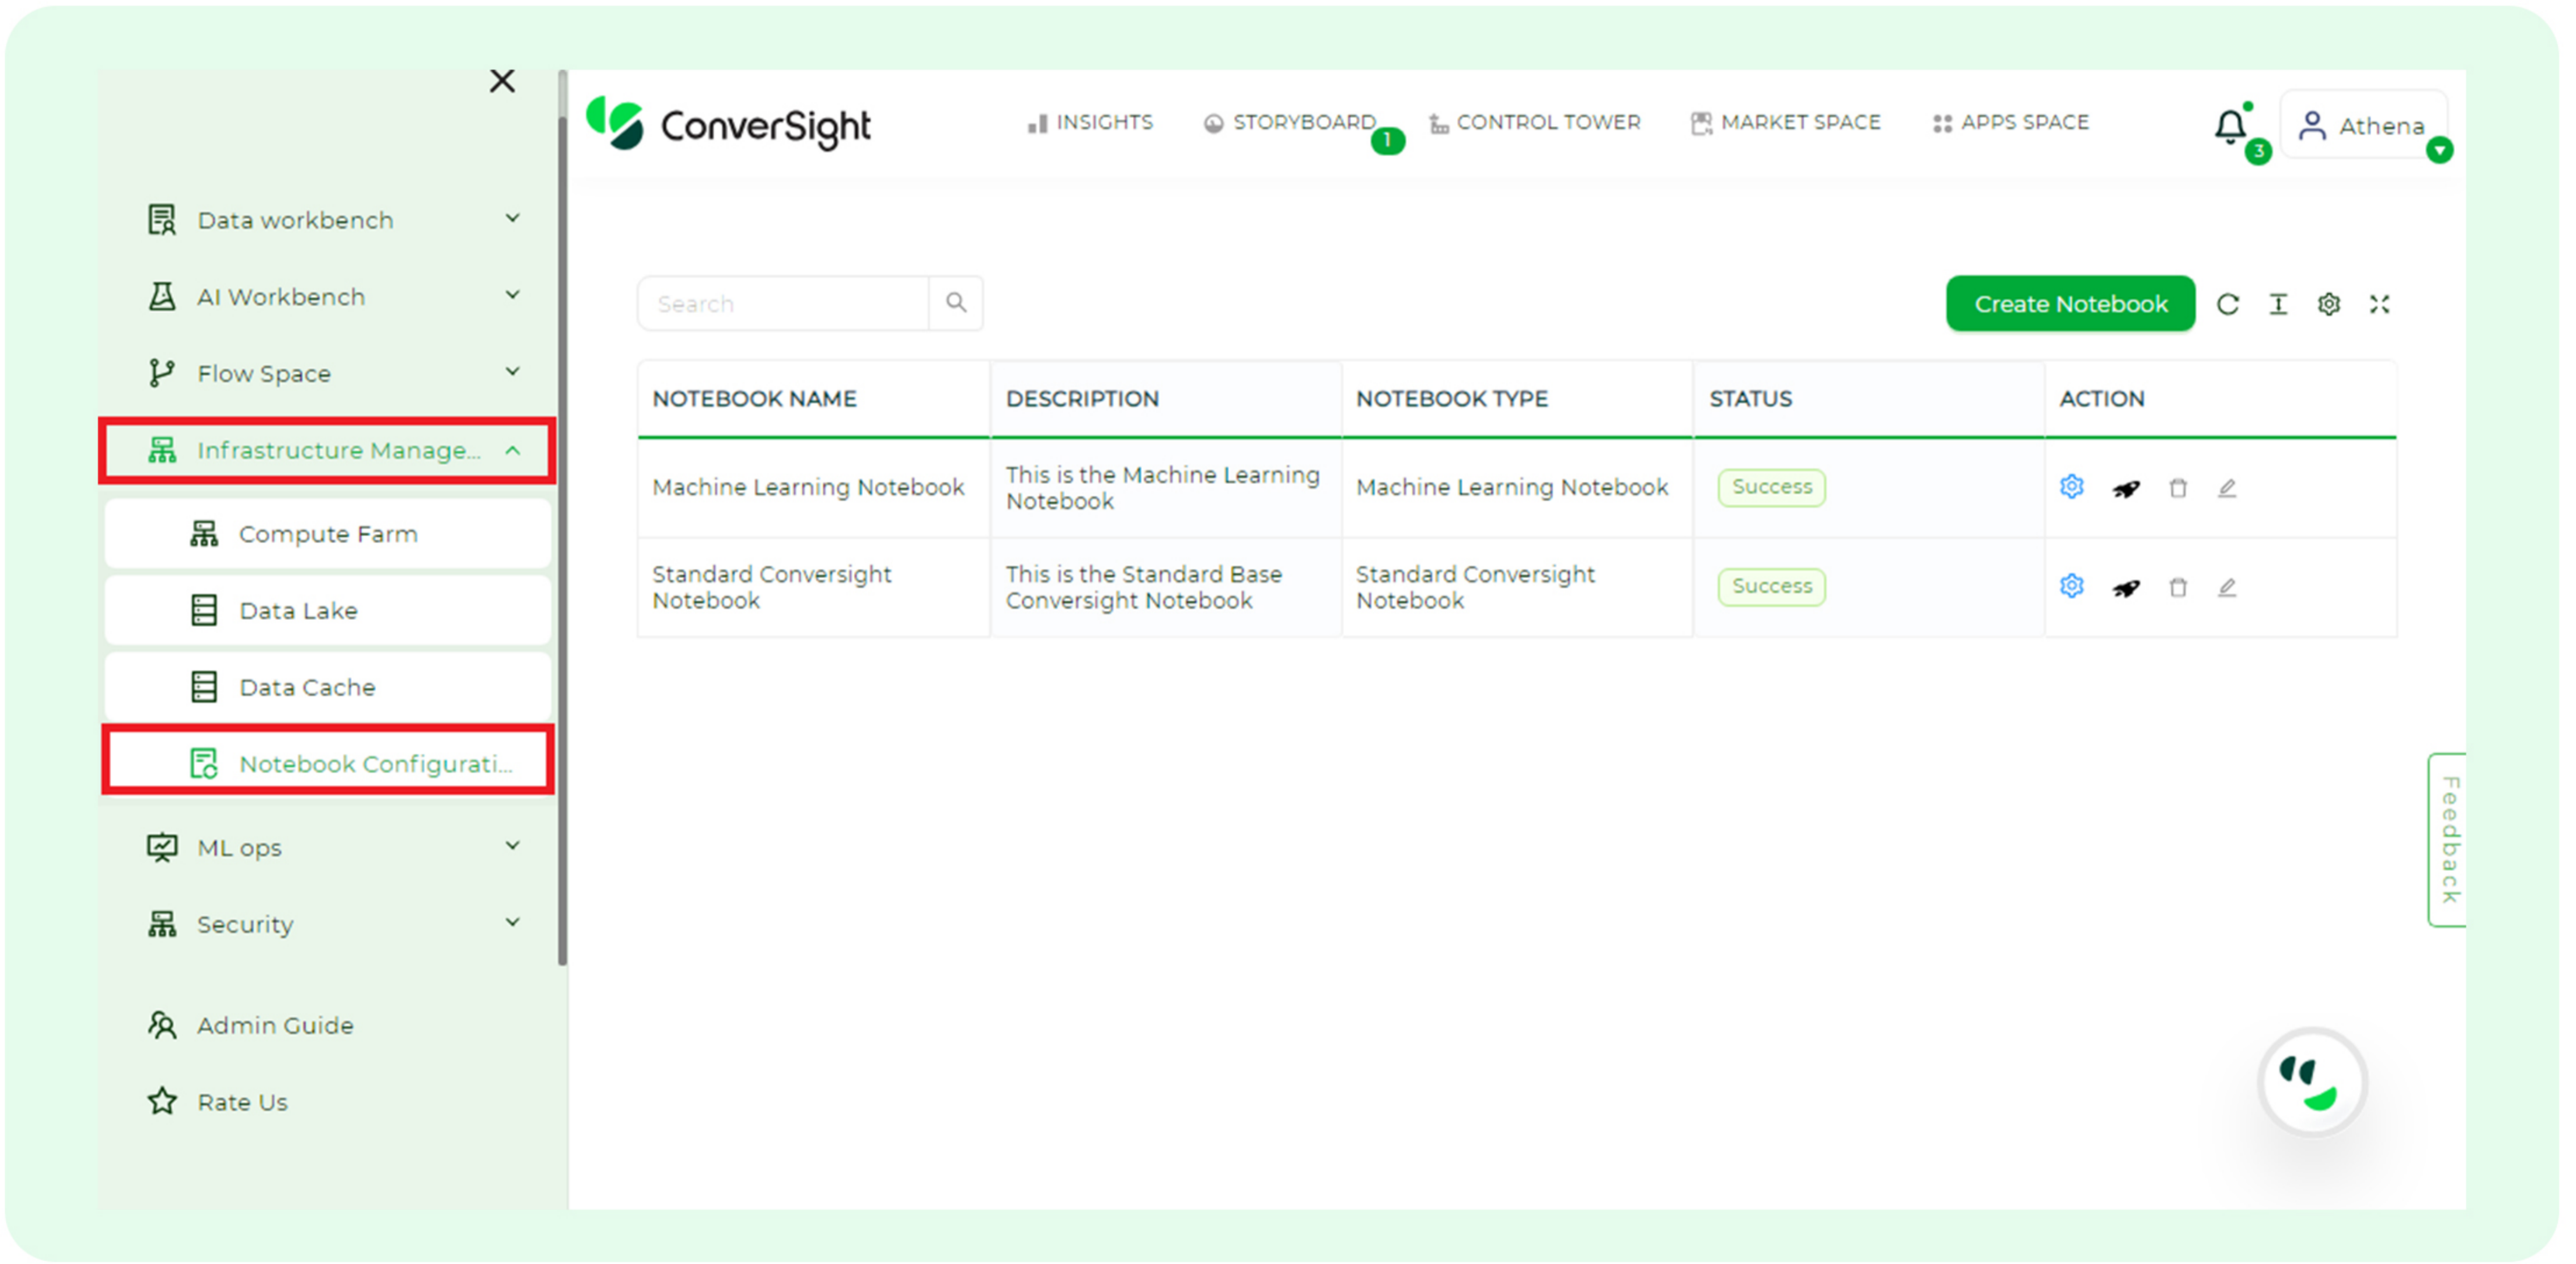 ConverSight
INSIGHTS
STORYBOARD
1
CONTROL TOWER
MARKET SPACE
APPS SPACE
3
Athena
Data workbench
AI Workbench
Flow Space
Infrastructure Manage...
Compute Farm
Data Lake
Data Cache
Notebook Configurati...
ML ops
Security
Admin Guide
Rate Us
Search
Create Notebook
NOTEBOOK NAME
DESCRIPTION
NOTEBOOK TYPE
STATUS
ACTION
Machine Learning Notebook
This is the Machine Learning
Notebook
Machine Learning Notebook
Success
Standard Conversight
Notebook
This is the Standard Base
Conversight Notebook
Standard Conversight
Notebook
Success
Feedback